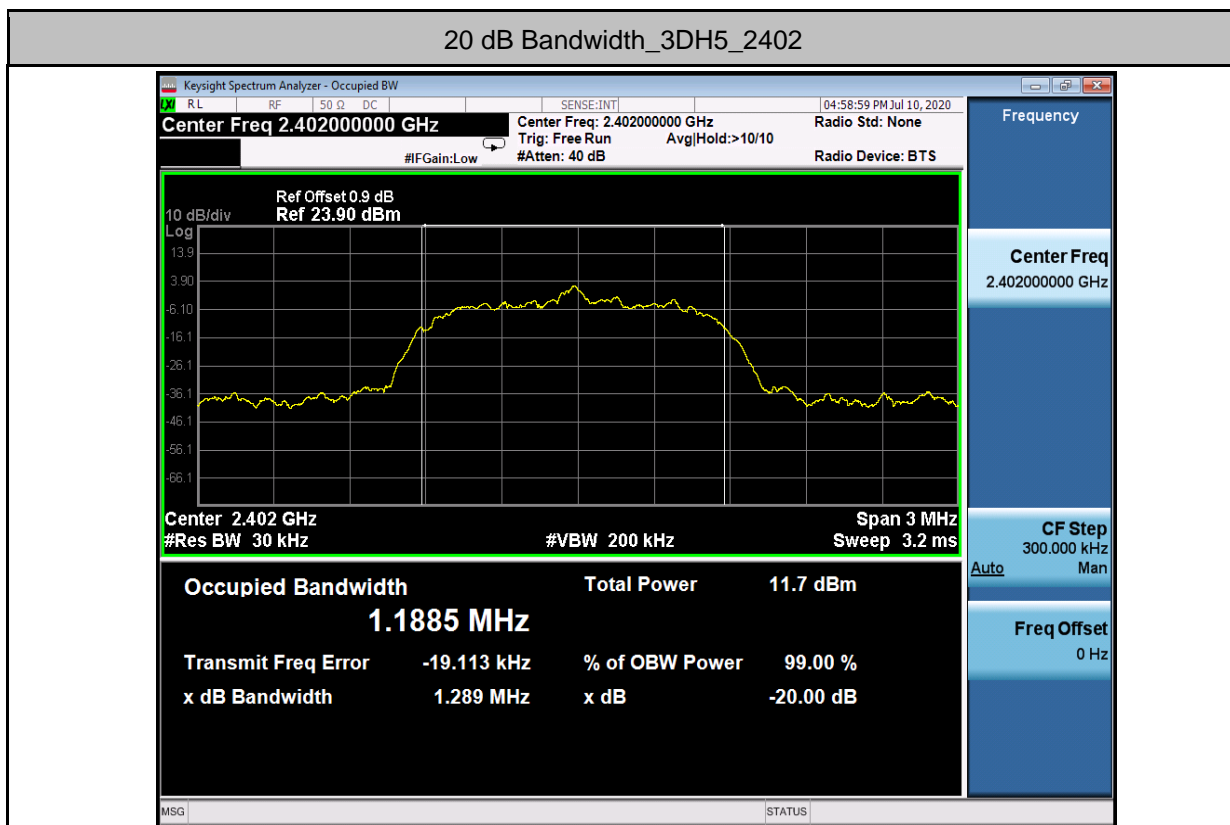 20 dB Bandwidth_3DH5_2402
Keysight Spectrum Analyzer - Occupied BW
LXI RL RF 50 Ω DC SENSE:INT 04:58:59 PM Jul 10, 2020
Center Freq 2.402000000 GHz Center Freq: 2.402000000 GHz Radio Std: None
Trig: Free Run Avg|Hold:>10/10
#IFGain:Low #Atten: 40 dB Radio Device: BTS
Ref Offset 0.9 dB
10 dB/div Ref 23.90 dBm
Log
13.9
3.90
-6.10
-16.1
-26.1
-36.1
-46.1
-56.1
-66.1
Center 2.402 GHz Span 3 MHz
#Res BW 30 kHz #VBW 200 kHz Sweep 3.2 ms
Occupied Bandwidth Total Power 11.7 dBm
1.1885 MHz
Transmit Freq Error -19.113 kHz % of OBW Power 99.00 %
x dB Bandwidth 1.289 MHz x dB -20.00 dB
MSG STATUS
Frequency
Center Freq
2.402000000 GHz
CF Step
300.000 kHz
Auto Man
Freq Offset
0 Hz